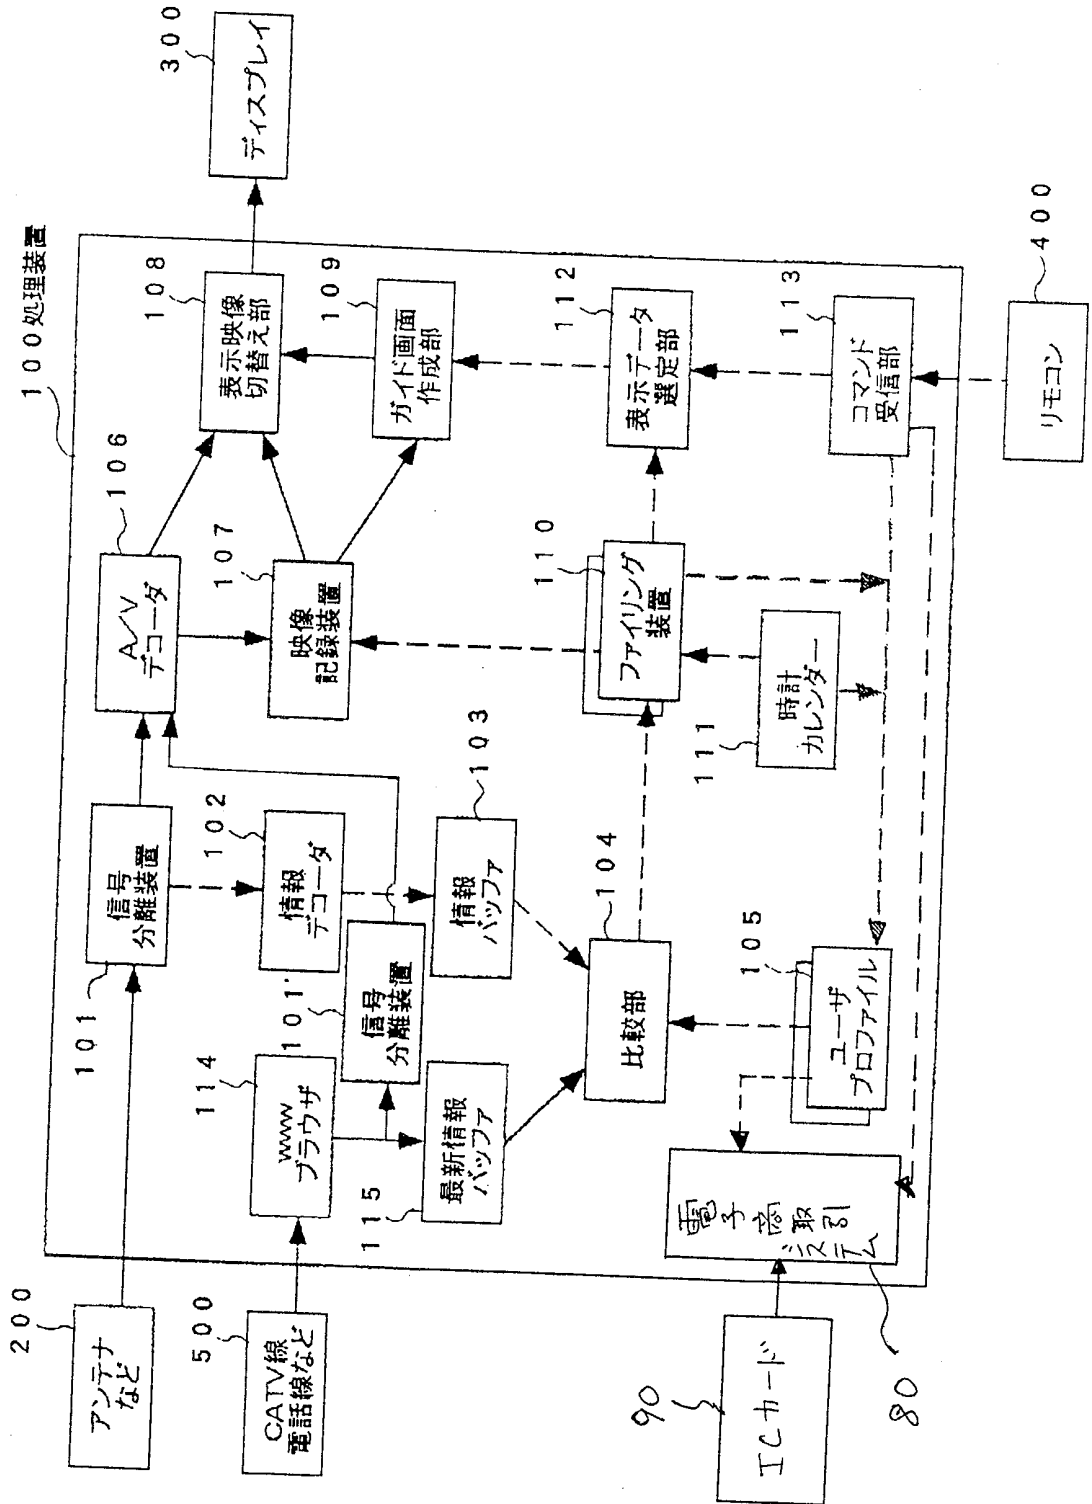 100処理装置
200
アンテナ
など
101
信号
分離装置
106
A/V
デコーダ
108
表示映像
切替え部
300
ディスプレイ
500
CATV線
電話線など
114
WWW
ブラウザ
102
情報
デコーダ
101'
信号
分離装置
107
映像
記録装置
109
ガイド画面
作成部
115
最新情報
バッファ
103
情報
バッファ
104
比較部
110
ファイリング
装置
112
表示データ
選定部
111
時計
カレンダー
113
コマンド
受信部
105
ユーザ
プロファイル
400
リモコン
90
ICカード
80
電子商取引
システム